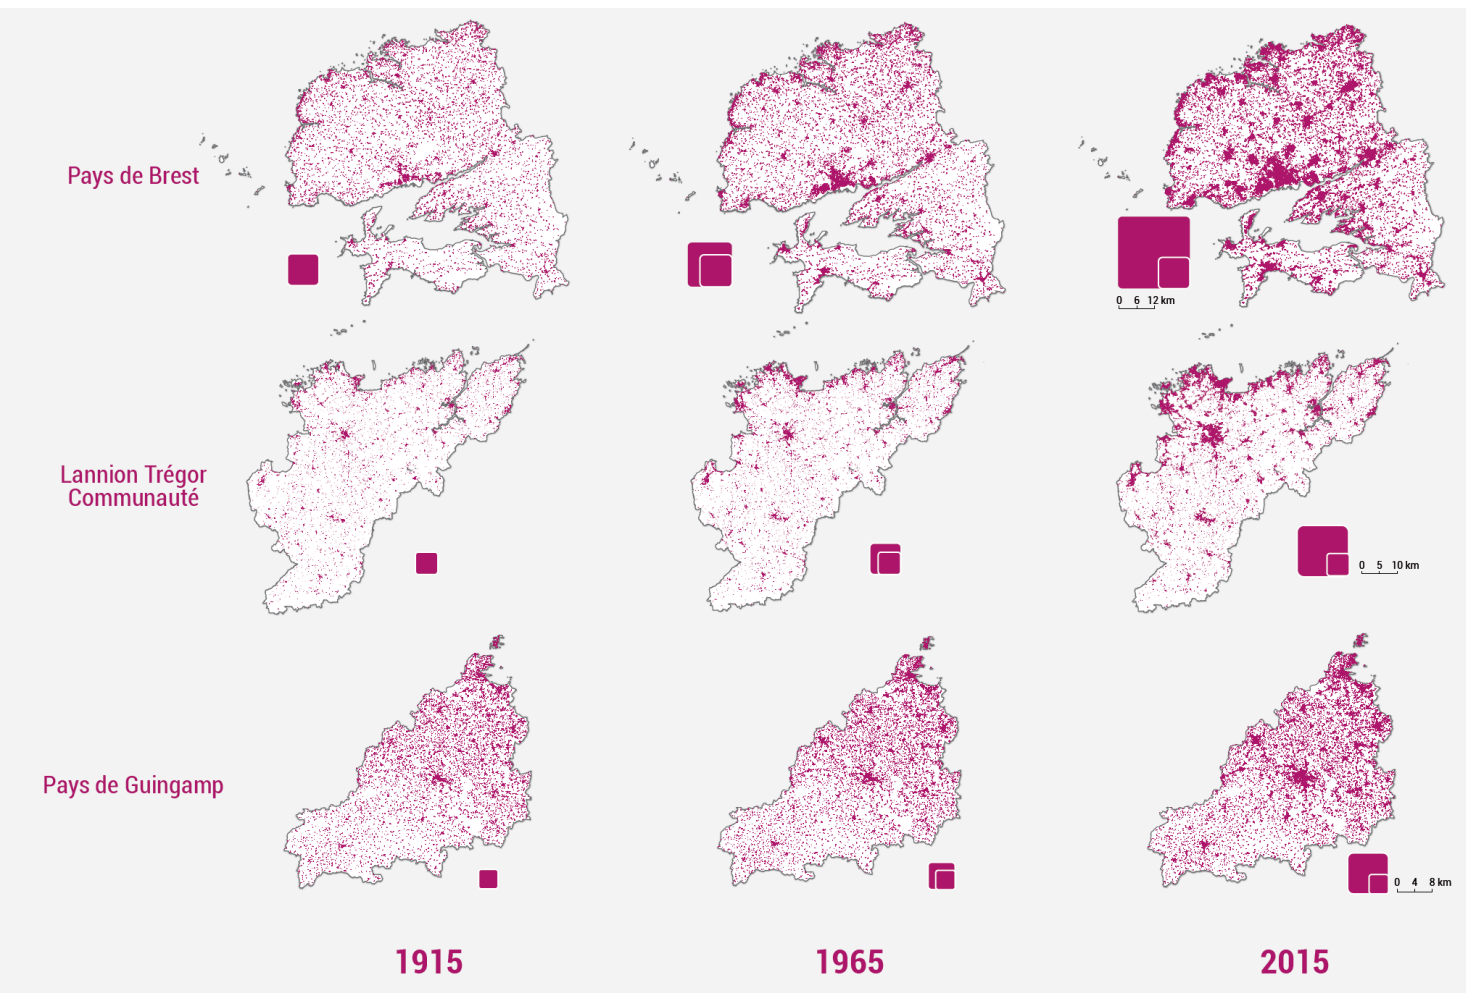 Pays de Brest
0 6 12 km
Lannion Trégor
Communauté
0 5 10 km
Pays de Guingamp
0 4 8 km
1915 1965 2015